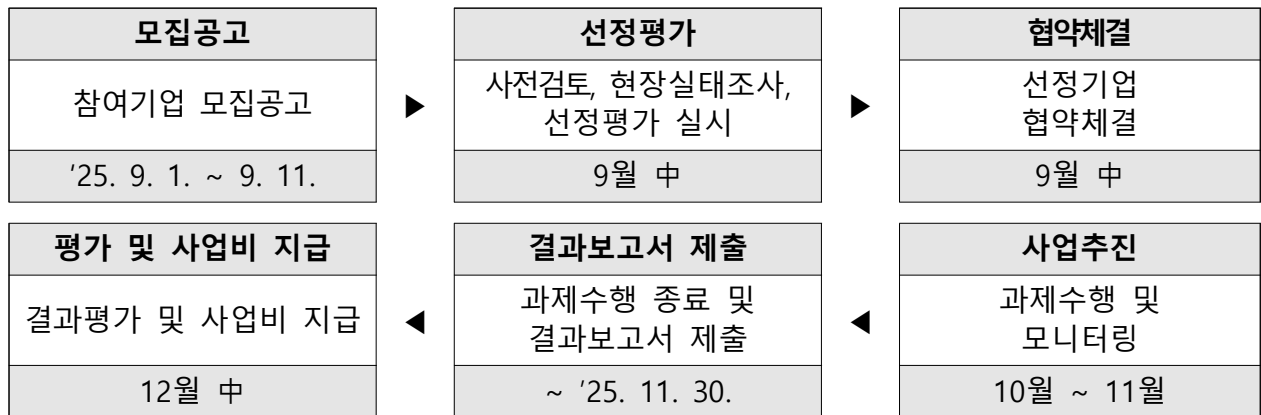 모집공고
참여기업 모집공고
'25. 9. 1. ~ 9. 11.
▶
선정평가
사전검토, 현장실태조사,
선정평가 실시
9월 中
▶
협약체결
선정기업
협약체결
9월 中
사업추진
과제수행 및
모니터링
10월 ~ 11월
◀
결과보고서 제출
과제수행 종료 및
결과보고서 제출
~ '25. 11. 30.
◀
평가 및 사업비 지급
결과평가 및 사업비 지급
12월 中